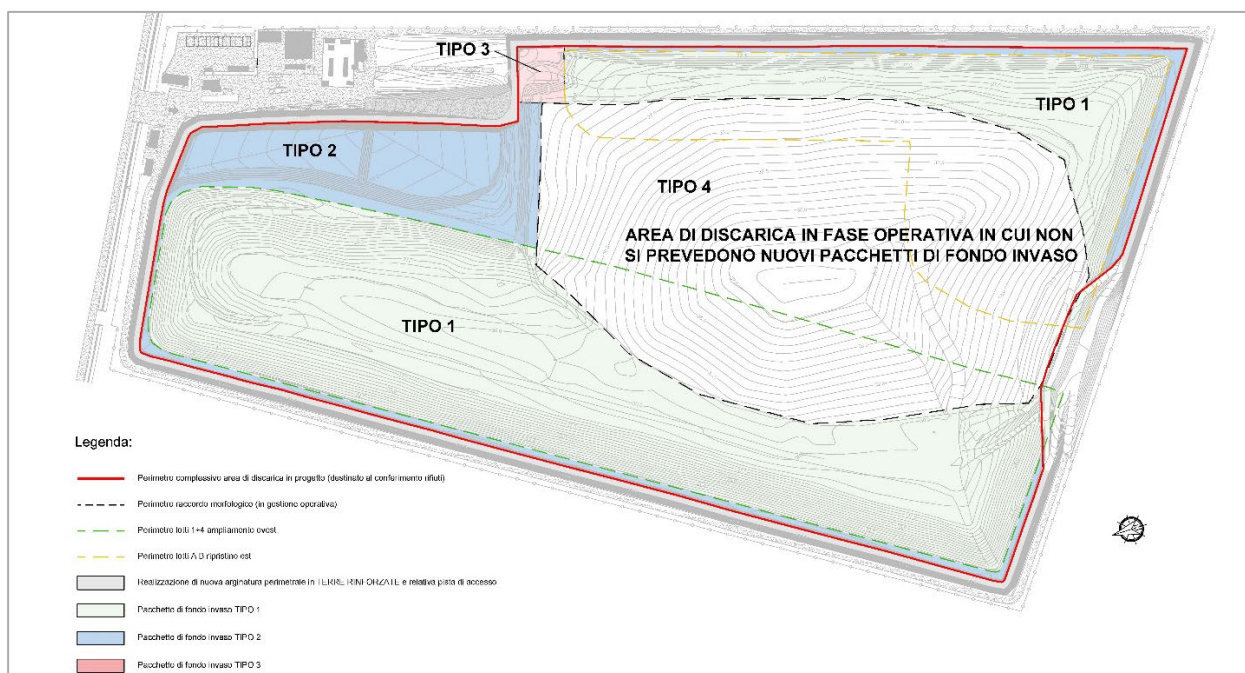 TIPO 3
TIPO 1
TIPO 2
TIPO 4
AREA DI DISCARICA IN FASE OPERATIVA IN CUI NON
SI PREVEDONO NUOVI PACCHETTI DI FONDO INVASO
TIPO 1
Legenda:
Perimetro complessivo area di discarica in progetto (destinato al conferimento rifiuti)
Perimetro raccordo morfologico (in gestione operativa)
Perimetro lotti 1÷4 ampliamento ovest
Perimetro lotti A B ripristino est
Realizzazione di nuova arginatura perimetrale in TERRE RINFORZATE e relativa pista di accesso
Pacchetto di fondo invaso TIPO 1
Pacchetto di fondo invaso TIPO 2
Pacchetto di fondo invaso TIPO 3